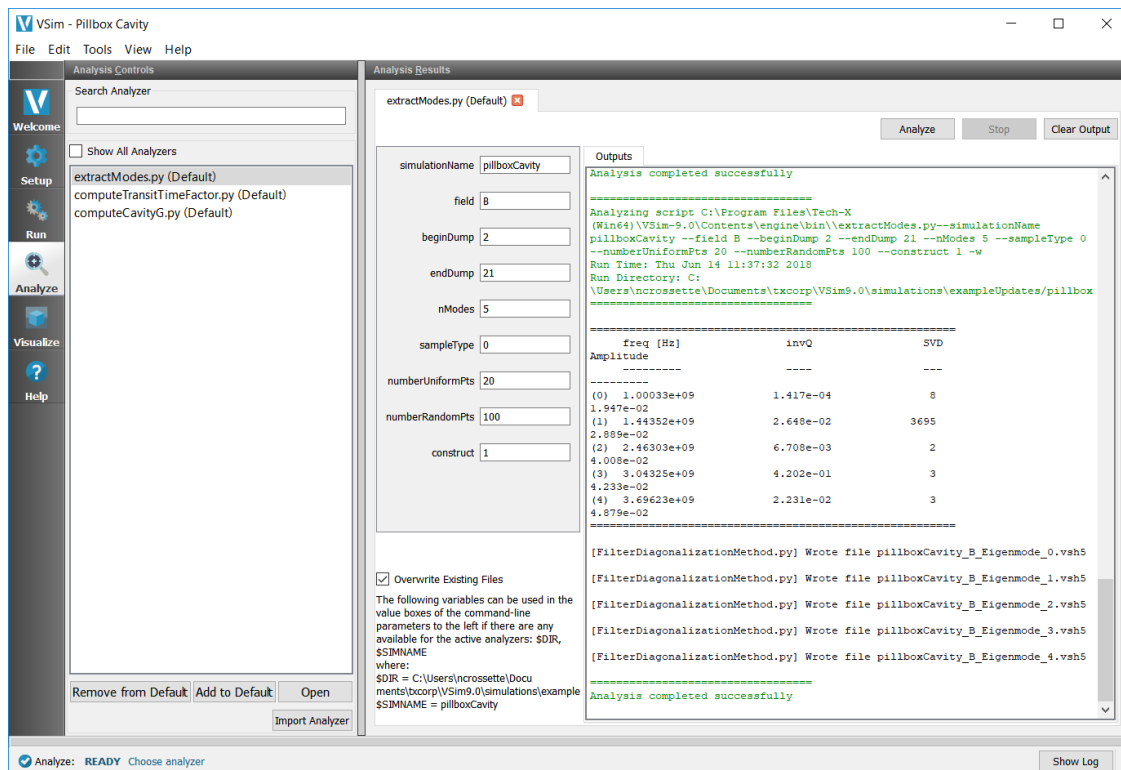 VSim - Pillbox Cavity
File Edit Tools View Help
Analysis Controls
Search Analyzer
Show All Analyzers
extractModes.py (Default)
computeTransitTimeFactor.py (Default)
computeCavityG.py (Default)
Remove from Default Add to Default Open
Import Analyzer
Welcome
Setup
Run
Analyze
Visualize
Help
Analysis Results
extractModes.py (Default)
Analyze Stop Clear Output
simulationName pillboxCavity
field B
beginDump 2
endDump 21
nModes 5
sampleType 0
numberUniformPts 20
numberRandomPts 100
construct 1
Overwrite Existing Files
The following variables can be used in the
value boxes of the command-line
parameters to the left if there are any
available for the active analyzers: $DIR,
$SIMNAME
where:
$DIR = C:\Users\ncrossette\Docu
ments\txcorp\VSim9.0\simulations\example
$SIMNAME = pillboxCavity
Outputs
Analysis completed successfully
==================================
Analyzing script C:\Program Files\Tech-X
(Win64)\VSim-9.0\Contents\engine\bin\\extractModes.py--simulationName
pillboxCavity --field B --beginDump 2 --endDump 21 --nModes 5 --sampleType 0
--numberUniformPts 20 --numberRandomPts 100 --construct 1 -w
Run Time: Thu Jun 14 11:37:32 2018
Run Directory: C:
\Users\ncrossette\Documents\txcorp\VSim9.0\simulations\exampleUpdates/pillbox
==================================
=======================================================
freq [Hz] invQ SVD
Amplitude
--------- ---- ---
---------
(0) 1.00033e+09 1.417e-04 8
1.947e-02
(1) 1.44352e+09 2.648e-02 3695
2.889e-02
(2) 2.46303e+09 6.708e-03 2
4.008e-02
(3) 3.04325e+09 4.202e-01 3
4.233e-02
(4) 3.69623e+09 2.231e-02 3
4.879e-02
=======================================================
[FilterDiagonalizationMethod.py] Wrote file pillboxCavity_B_Eigenmode_0.vsh5
[FilterDiagonalizationMethod.py] Wrote file pillboxCavity_B_Eigenmode_1.vsh5
[FilterDiagonalizationMethod.py] Wrote file pillboxCavity_B_Eigenmode_2.vsh5
[FilterDiagonalizationMethod.py] Wrote file pillboxCavity_B_Eigenmode_3.vsh5
[FilterDiagonalizationMethod.py] Wrote file pillboxCavity_B_Eigenmode_4.vsh5
==================================
Analysis completed successfully
Analyze: READY Choose analyzer
Show Log